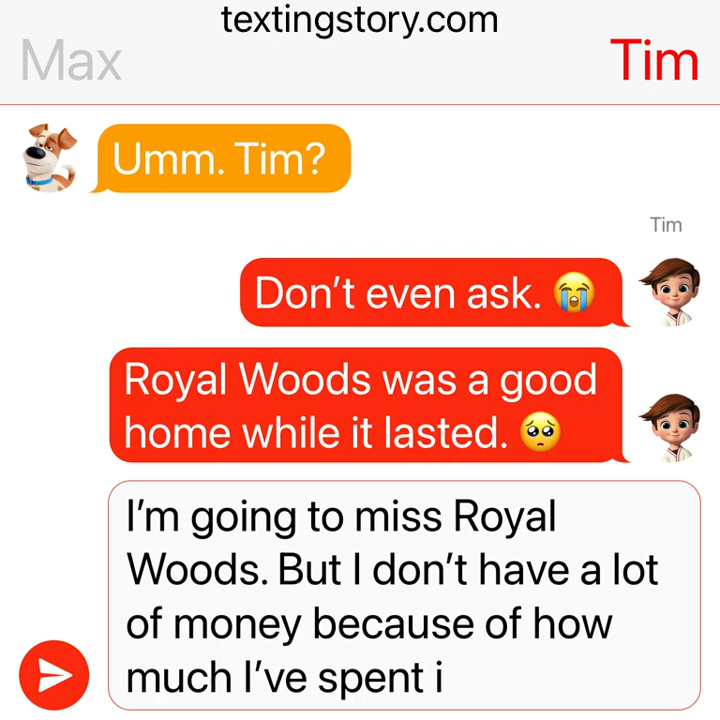 textingstory.com
Max
Tim
Umm. Tim?
Tim
Don’t even ask. 😭
Royal Woods was a good
home while it lasted. 🥺
I’m going to miss Royal
Woods. But I don’t have a lot
of money because of how
much I’ve spent i